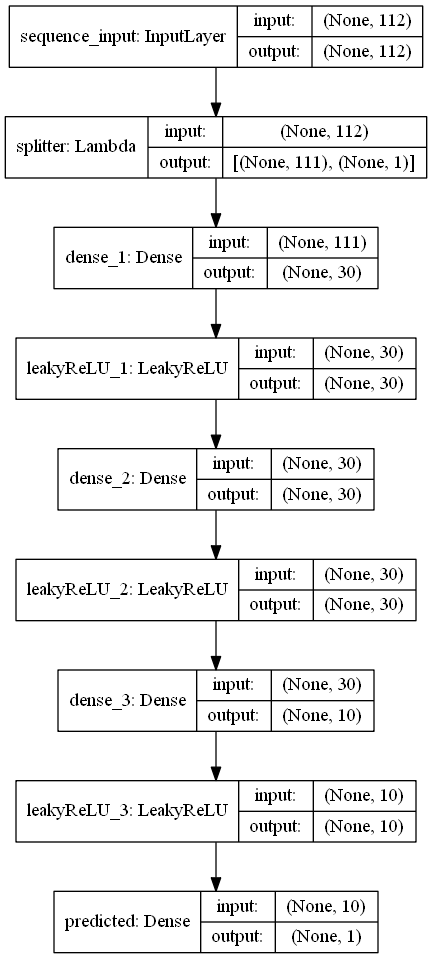 sequence_input: InputLayer input: (None, 112)
output: (None, 112)
splitter: Lambda input: (None, 112)
output: [(None, 111), (None, 1)]
dense_1: Dense input: (None, 111)
output: (None, 30)
leakyReLU_1: LeakyReLU input: (None, 30)
output: (None, 30)
dense_2: Dense input: (None, 30)
output: (None, 30)
leakyReLU_2: LeakyReLU input: (None, 30)
output: (None, 30)
dense_3: Dense input: (None, 30)
output: (None, 10)
leakyReLU_3: LeakyReLU input: (None, 10)
output: (None, 10)
predicted: Dense input: (None, 10)
output: (None, 1)